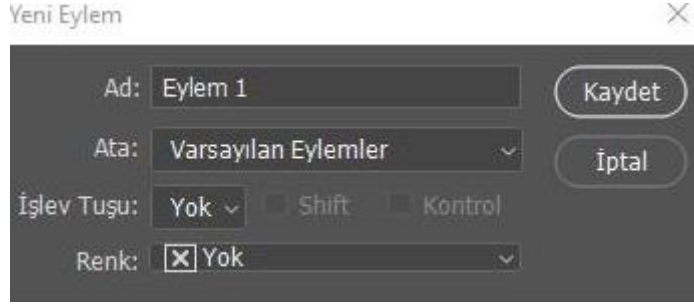 Yeni Eylem
Ad: Eylem 1
Kaydet
Ata: Varsayılan Eylemler
İptal
İşlev Tuşu: Yok Shift Kontrol
Renk: Yok